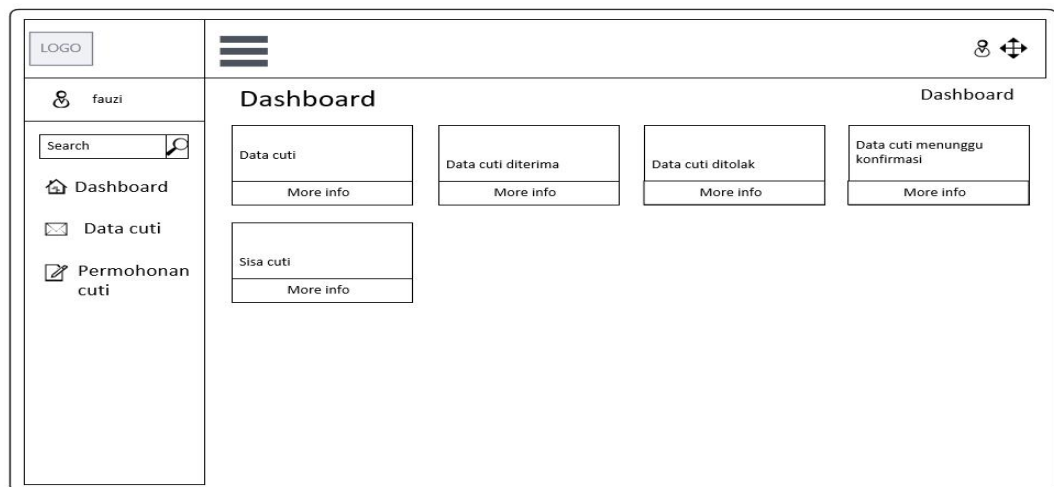 LOGO
fauzi
Search
Dashboard
Data cuti
Permohonan
cuti
Dashboard
Dashboard
Data cuti
More info
Data cuti diterima
More info
Data cuti ditolak
More info
Data cuti menunggu
konfirmasi
More info
Sisa cuti
More info